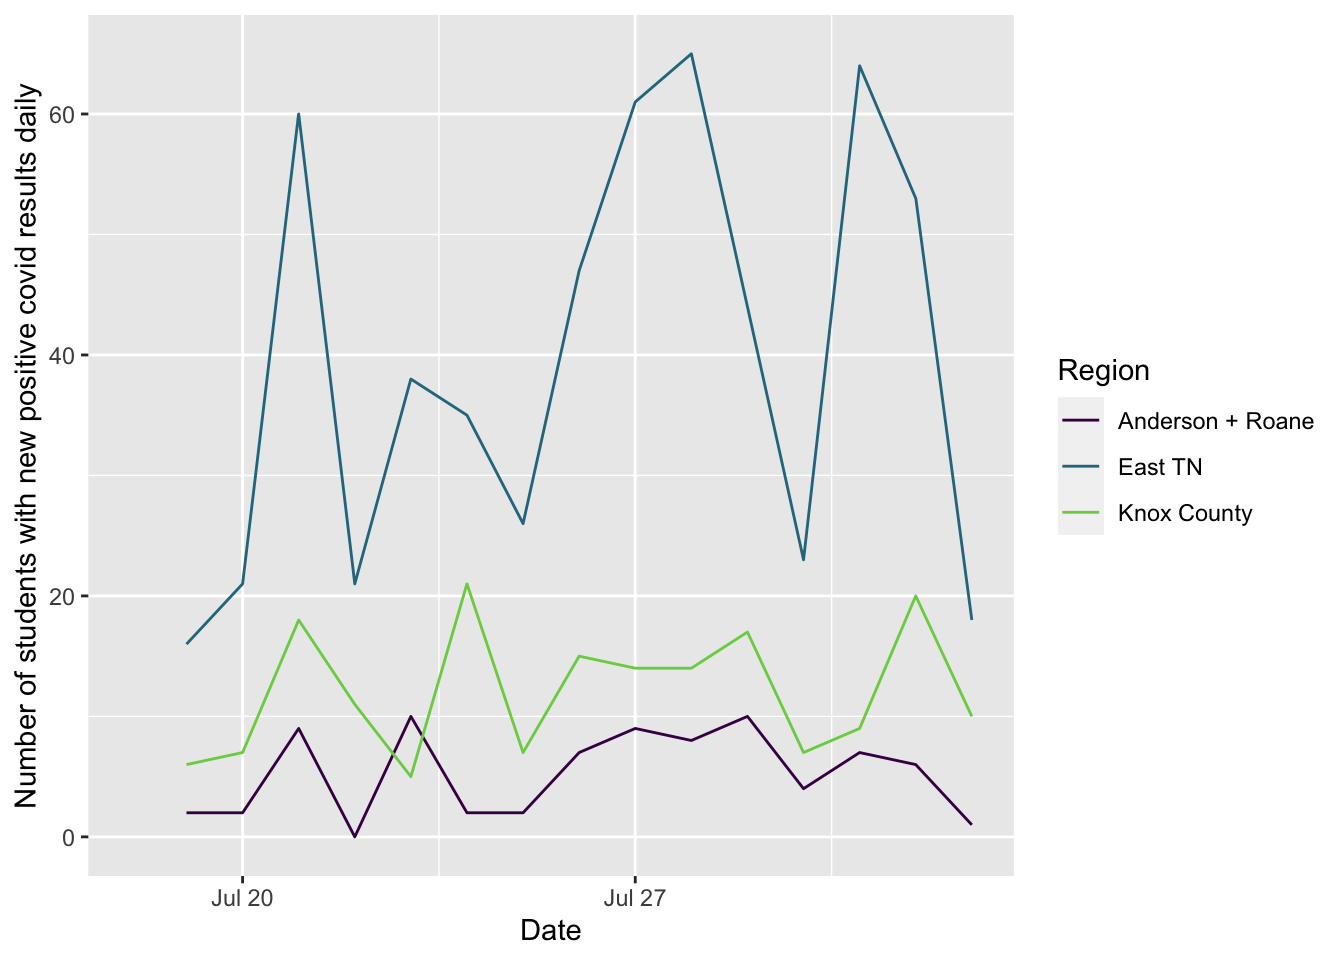 Number of students with new positive covid results daily
60
40
20
0
Jul 20
Jul 27
Date
Region
Anderson + Roane
East TN
Knox County